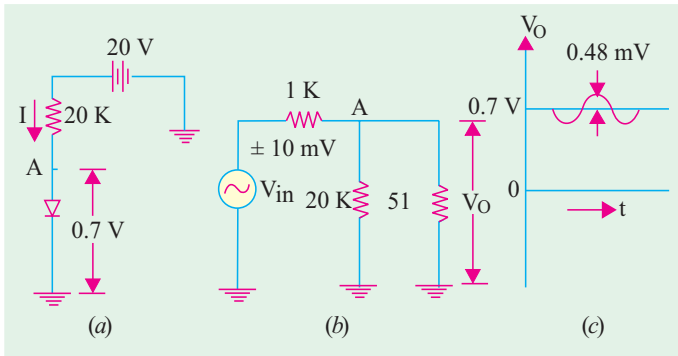 20 V
I
20 K
A
0.7 V
(a)
1 K
A
± 10 mV
Vin
20 K
51
VO
(b)
VO
0.48 mV
0.7 V
0
t
(c)